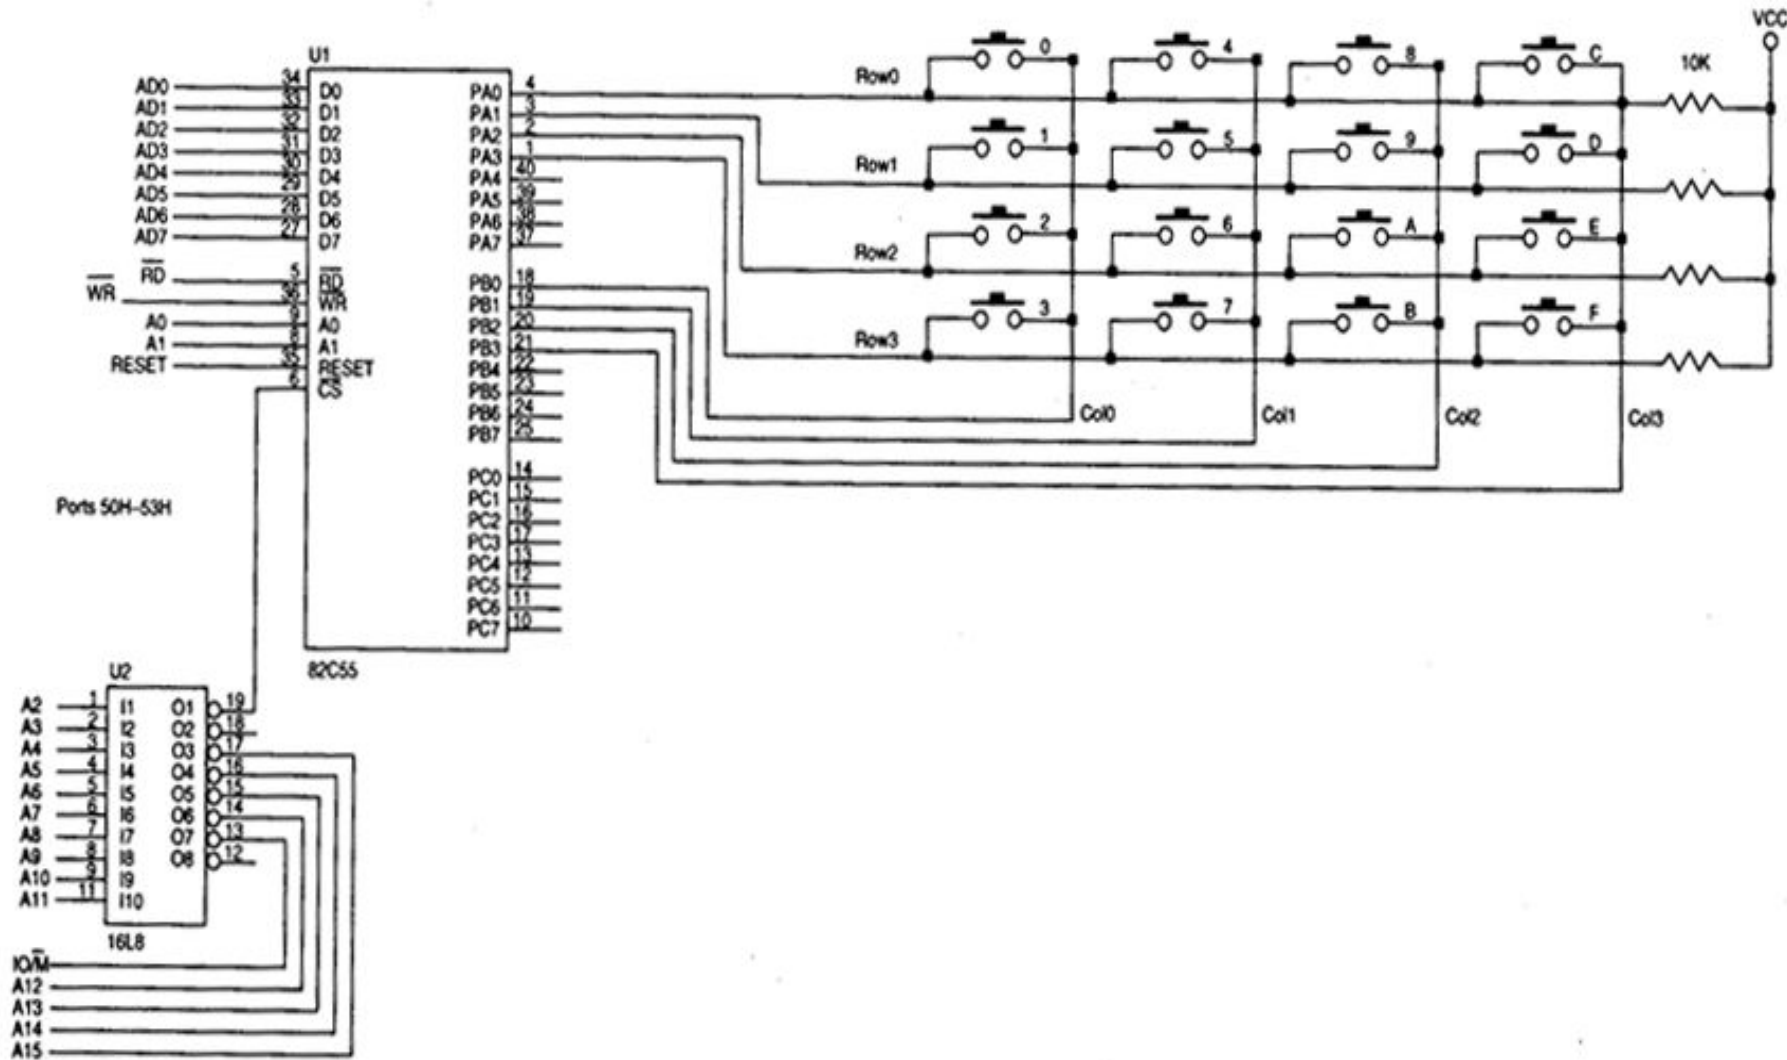 VCC
U1
10K
AD0 34 D0 PA0 4 Row0 0 4 8 C
AD1 33 D1 PA1 3
AD2 32 D2 PA2 2
AD3 31 D3 PA3 1 Row1 1 5 9 D
AD4 30 D4 PA4 40
AD5 29 D5 PA5 39
AD6 28 D6 PA6 38
AD7 27 D7 PA7 37 Row2 2 6 A E
RD 5 RD PB0 18
WR 36 WR PB1 19
A0 9 A0 PB2 20 Row3 3 7 B F
A1 8 A1 PB3 21
RESET 35 RESET PB4 22
6 CS PB5 23
PB6 24 Col0 Col1 Col2 Col3
PB7 25
PC0 14
Ports 50H–53H PC1 15
PC2 16
PC3 17
PC4 13
PC5 12
PC6 11
PC7 10
82C55
U2
A2 1 I1 O1 19
A3 2 I2 O2 18
A4 3 I3 O3 17
A5 4 I4 O4 16
A6 5 I5 O5 15
A7 6 I6 O6 14
A8 7 I7 O7 13
A9 8 I8 O8 12
A10 9 I9
A11 11 I10
16L8
IO/M
A12
A13
A14
A15